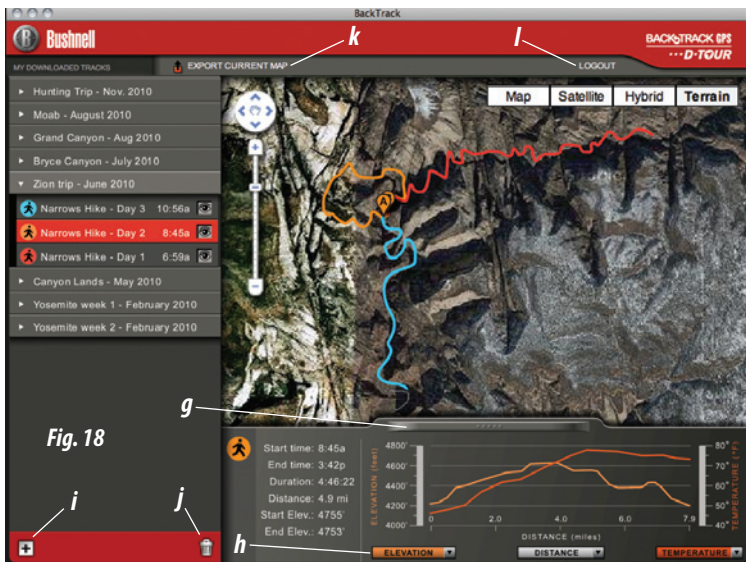 BackTrack
Bushnell
k
l
BACKTRACK GPS
D-TOUR
MY DOWNLOADED TRACKS
EXPORT CURRENT MAP
LOGOUT
Hunting Trip - Nov. 2010
Moab - August 2010
Grand Canyon - Aug 2010
Bryce Canyon - July 2010
Zion trip - June 2010
Narrows Hike - Day 3 10:56a
Narrows Hike - Day 2 8:45a
Narrows Hike - Day 1 6:59a
Canyon Lands - May 2010
Yosemite week 1 - February 2010
Yosemite week 2 - February 2010
Map Satellite Hybrid Terrain
A
g
Fig. 18
i
j
Start time: 8:45a
End time: 3:42p
Duration: 4:46:22
Distance: 4.9 mi
Start Elev.: 4755'
End Elev.: 4753'
h
ELEVATION (feet)
4800'
4600'
4400'
4200'
4000'
0 2.0 4.0 6.0 7.9
DISTANCE (miles)
80°
70°
60°
50°
40°
TEMPERATURE (°F)
ELEVATION
DISTANCE
TEMPERATURE